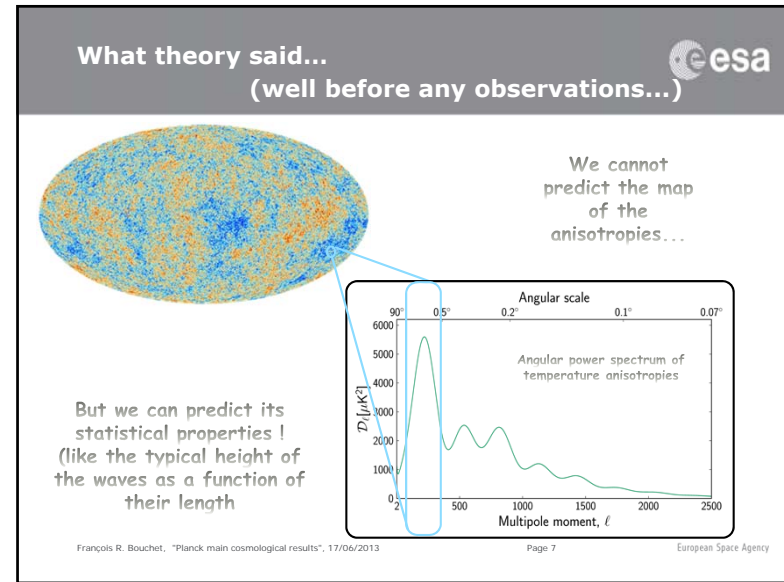 What theory said...
(well before any observations...)
esa
We cannot
predict the map
of the
anisotropies...
Angular scale
90° 0.5° 0.2° 0.1° 0.07°
Angular power spectrum of
temperature anisotropies
6000
5000
4000
3000
2000
1000
0
𝒟ℓ[μK²]
2 500 1000 1500 2000 2500
Multipole moment, ℓ
But we can predict its
statistical properties !
(like the typical height of
the waves as a function of
their length
François R. Bouchet, "Planck main cosmological results", 17/06/2013
Page 7
European Space Agency